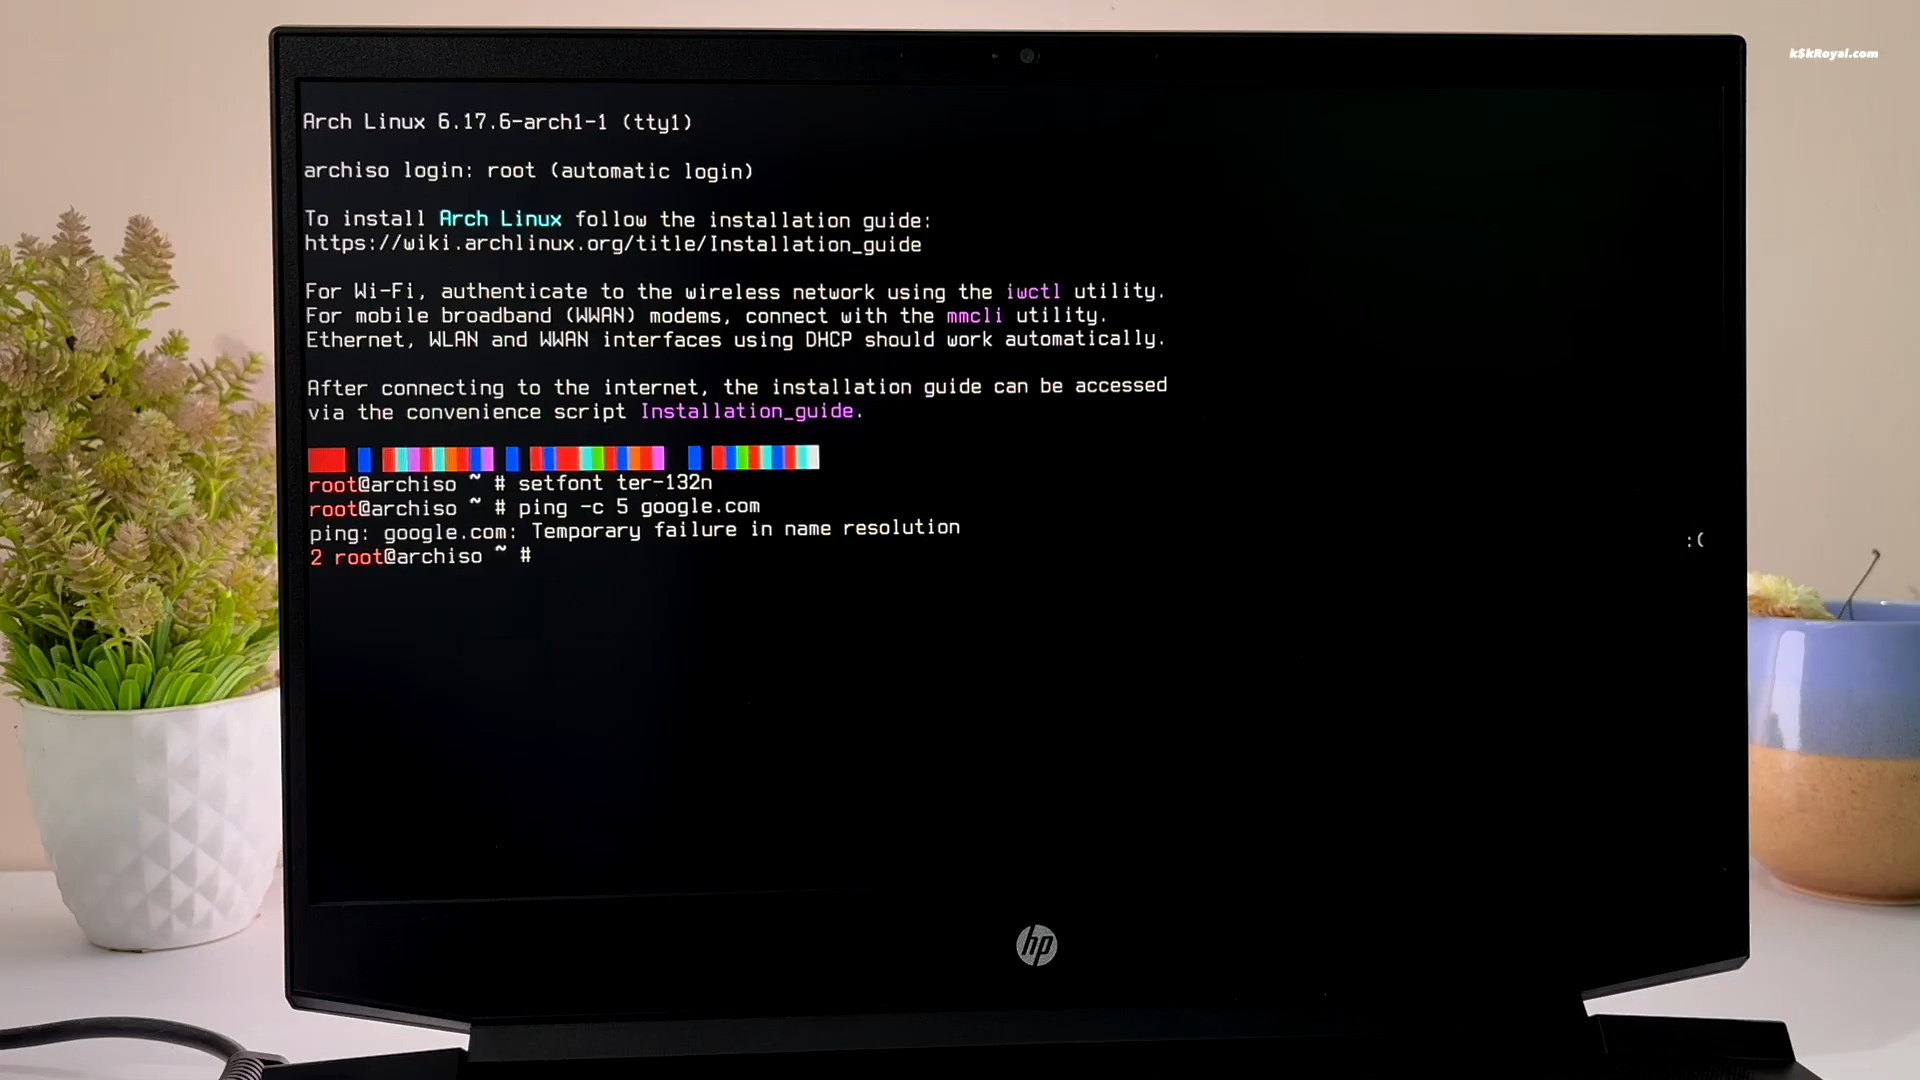 kskRoyal.com
Arch Linux 6.17.6-arch1-1 (tty1)
archiso login: root (automatic login)
To install Arch Linux follow the installation guide:
https://wiki.archlinux.org/title/Installation_guide
For Wi-Fi, authenticate to the wireless network using the iwctl utility.
For mobile broadband (WWAN) modems, connect with the mmcli utility.
Ethernet, WLAN and WWAN interfaces using DHCP should work automatically.
After connecting to the internet, the installation guide can be accessed
via the convenience script Installation_guide.
root@archiso ~ # setfont ter-132n
root@archiso ~ # ping -c 5 google.com
ping: google.com: Temporary failure in name resolution
2 root@archiso ~ # :(
hp